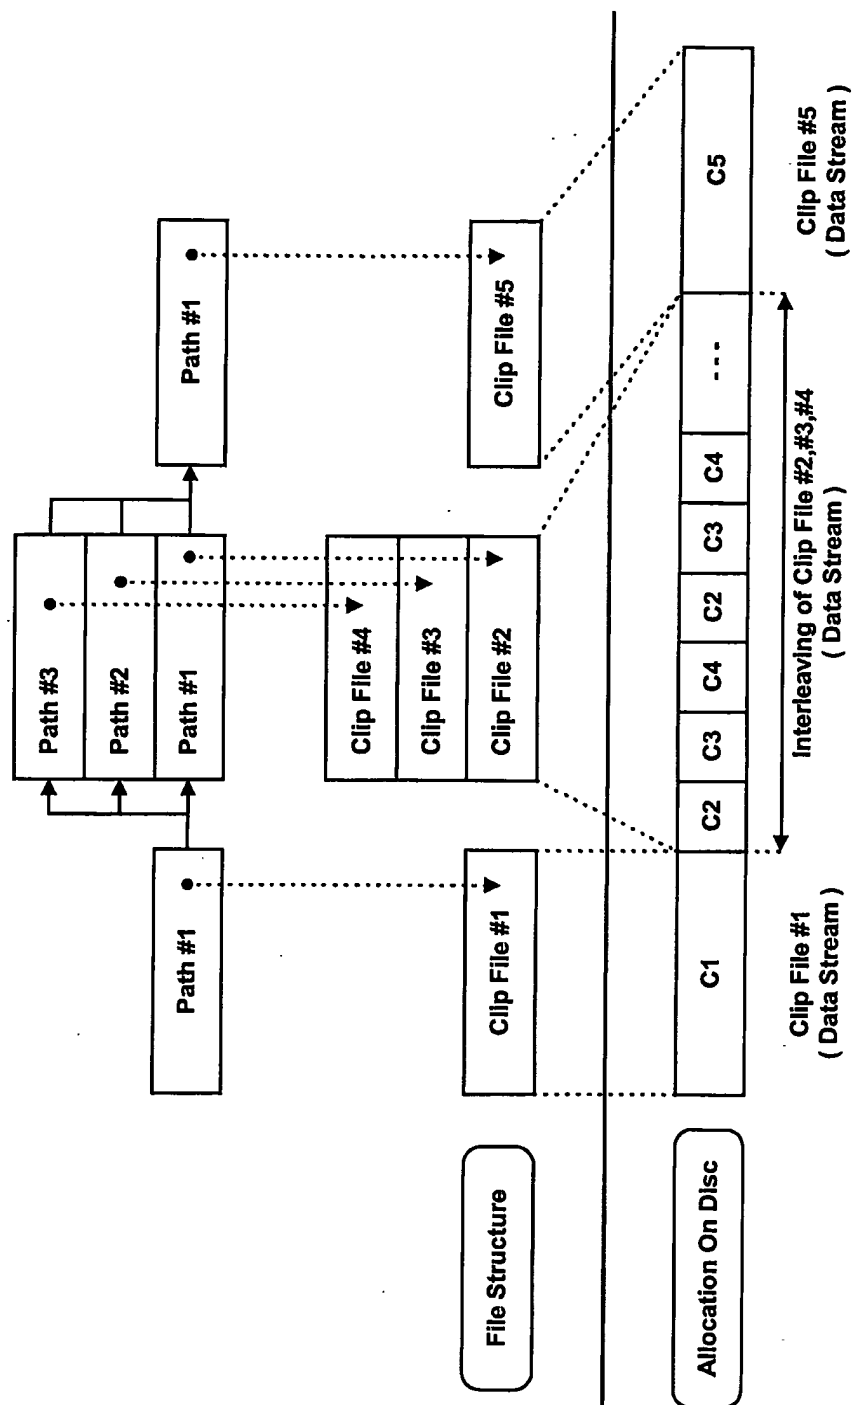 Path #3
Path #2
Path #1
Path #1
Path #1
File Structure
Clip File #1
Clip File #4
Clip File #3
Clip File #2
Clip File #5
Allocation On Disc
C1
C2
C3
C4
C2
C3
C4
---
C5
Clip File #1
( Data Stream )
Interleaving of Clip File #2,#3,#4
( Data Stream )
Clip File #5
( Data Stream )